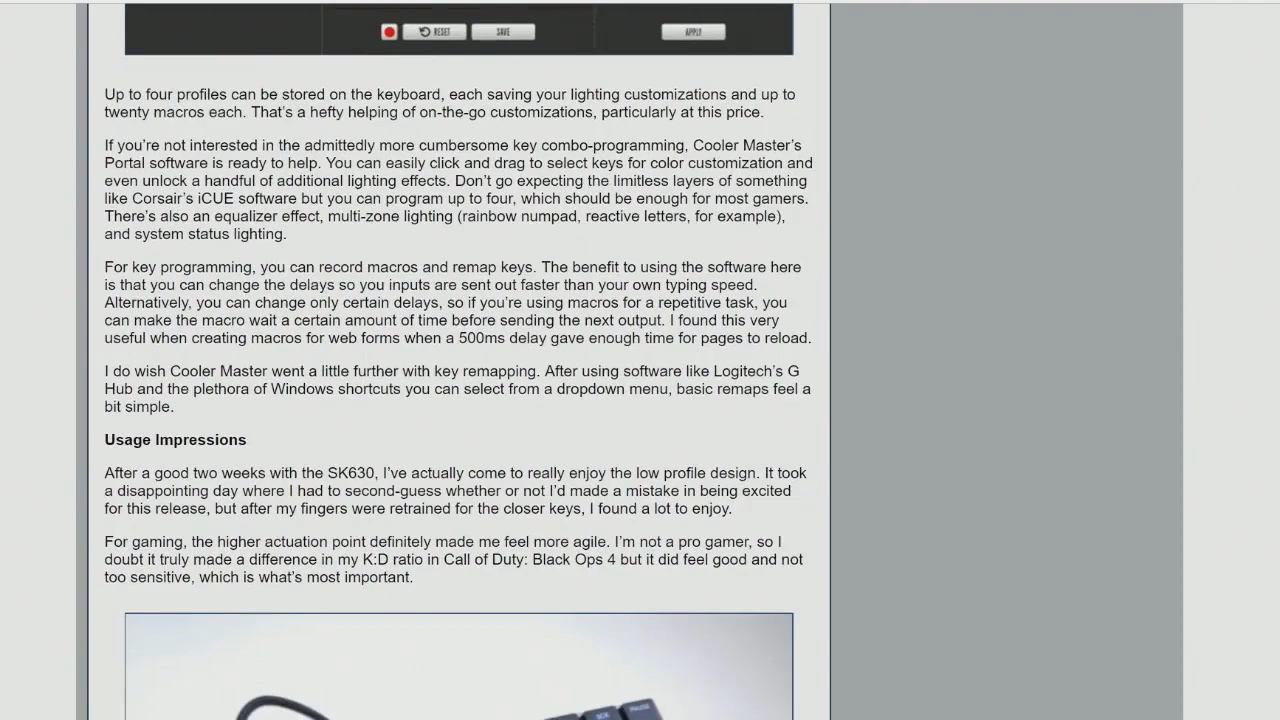 RESET SAVE APPLY
Up to four profiles can be stored on the keyboard, each saving your lighting customizations and up to
twenty macros each. That's a hefty helping of on-the-go customizations, particularly at this price.
If you're not interested in the admittedly more cumbersome key combo-programming, Cooler Master's
Portal software is ready to help. You can easily click and drag to select keys for color customization and
even unlock a handful of additional lighting effects. Don't go expecting the limitless layers of something
like Corsair's iCUE software but you can program up to four, which should be enough for most gamers.
There's also an equalizer effect, multi-zone lighting (rainbow numpad, reactive letters, for example),
and system status lighting.
For key programming, you can record macros and remap keys. The benefit to using the software here
is that you can change the delays so you inputs are sent out faster than your own typing speed.
Alternatively, you can change only certain delays, so if you're using macros for a repetitive task, you
can make the macro wait a certain amount of time before sending the next output. I found this very
useful when creating macros for web forms when a 500ms delay gave enough time for pages to reload.
I do wish Cooler Master went a little further with key remapping. After using software like Logitech's G
Hub and the plethora of Windows shortcuts you can select from a dropdown menu, basic remaps feel a
bit simple.
Usage Impressions
After a good two weeks with the SK630, I've actually come to really enjoy the low profile design. It took
a disappointing day where I had to second-guess whether or not I'd made a mistake in being excited
for this release, but after my fingers were retrained for the closer keys, I found a lot to enjoy.
For gaming, the higher actuation point definitely made me feel more agile. I'm not a pro gamer, so I
doubt it truly made a difference in my K:D ratio in Call of Duty: Black Ops 4 but it did feel good and not
too sensitive, which is what's most important.